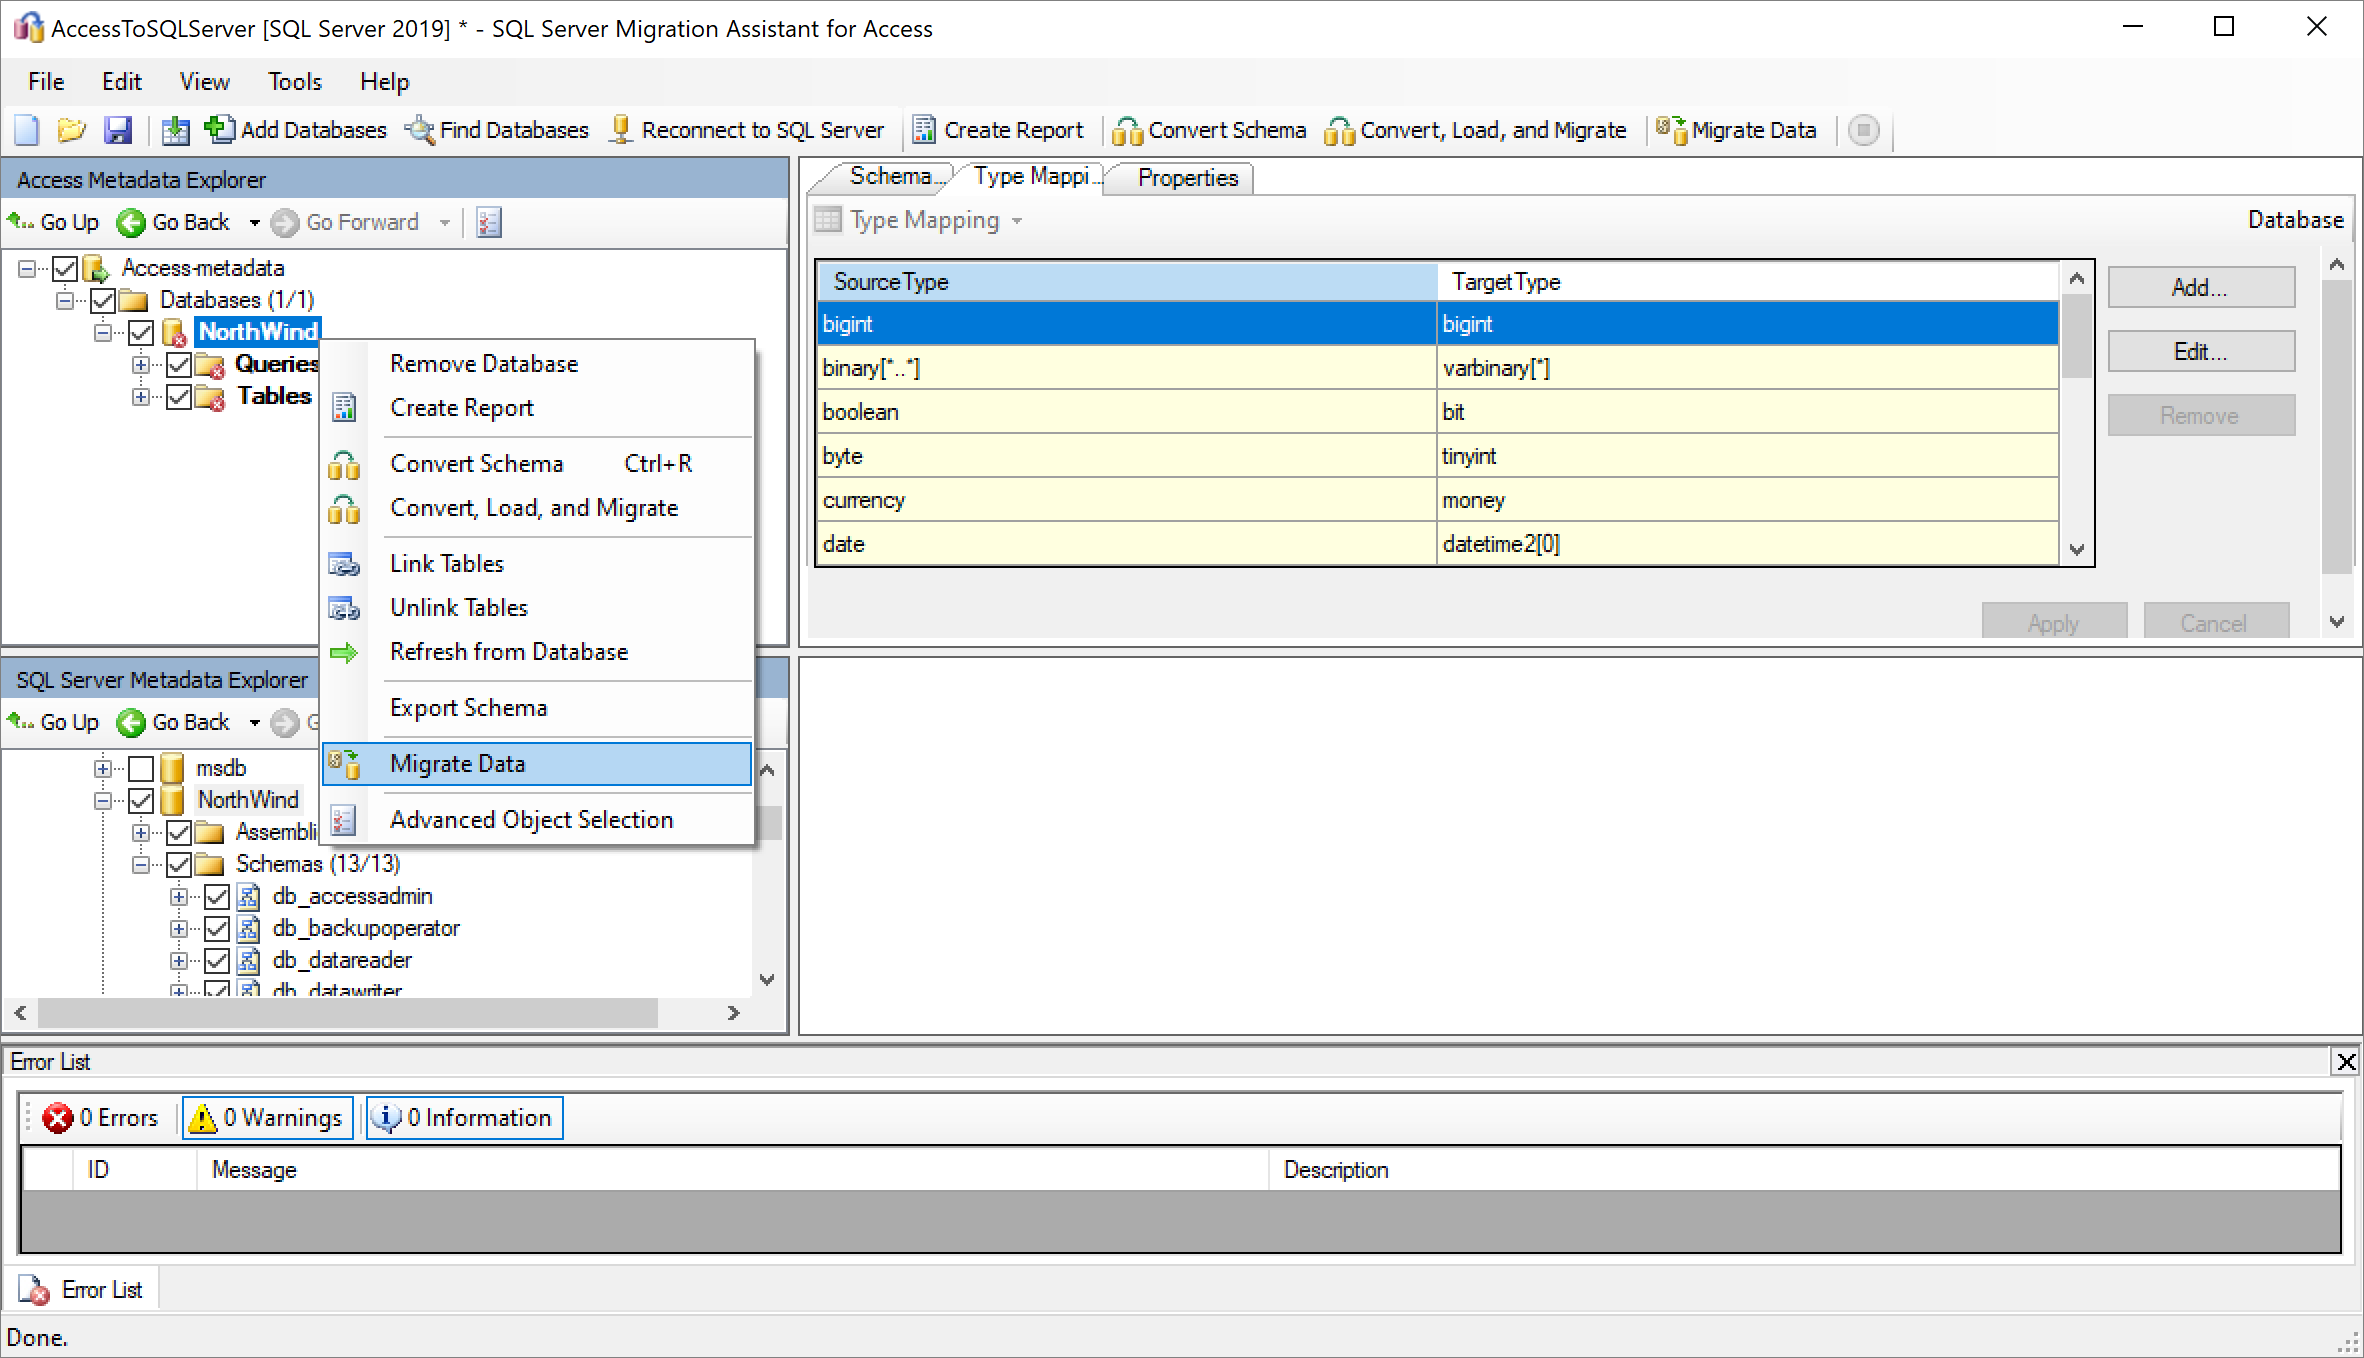 AccessToSQLServer [SQL Server 2019] * - SQL Server Migration Assistant for Access
File Edit View Tools Help
Add Databases Find Databases Reconnect to SQL Server Create Report Convert Schema Convert, Load, and Migrate Migrate Data
Access Metadata Explorer
Go Up Go Back Go Forward
Access-metadata
Databases (1/1)
NorthWind
Queries
Tables
Remove Database
Create Report
Convert Schema Ctrl+R
Convert, Load, and Migrate
Link Tables
Unlink Tables
Refresh from Database
Export Schema
Migrate Data
Advanced Object Selection
Schema... Type Mappi... Properties
Type Mapping Database
SourceType TargetType
bigint bigint
binary[*..*] varbinary[*]
boolean bit
byte tinyint
currency money
date datetime2[0]
Add...
Edit...
Remove
Apply Cancel
SQL Server Metadata Explorer
Go Up Go Back G
msdb
NorthWind
Assembli
Schemas (13/13)
db_accessadmin
db_backupoperator
db_datareader
db_datawriter
Error List
0 Errors 0 Warnings 0 Information
ID Message Description
Error List
Done.